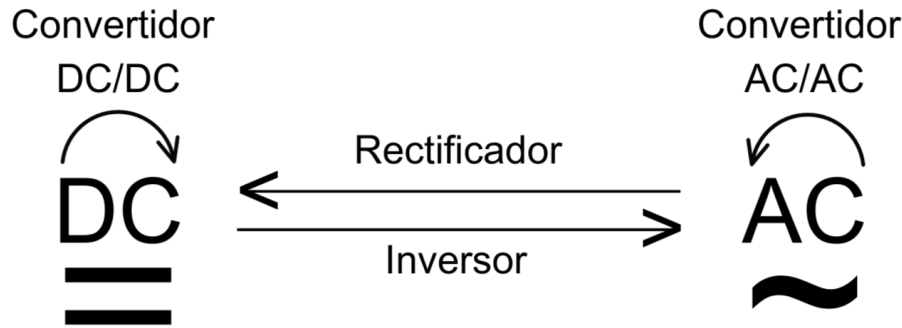 Convertidor
DC/DC
Convertidor
AC/AC
Rectificador
DC
AC
Inversor